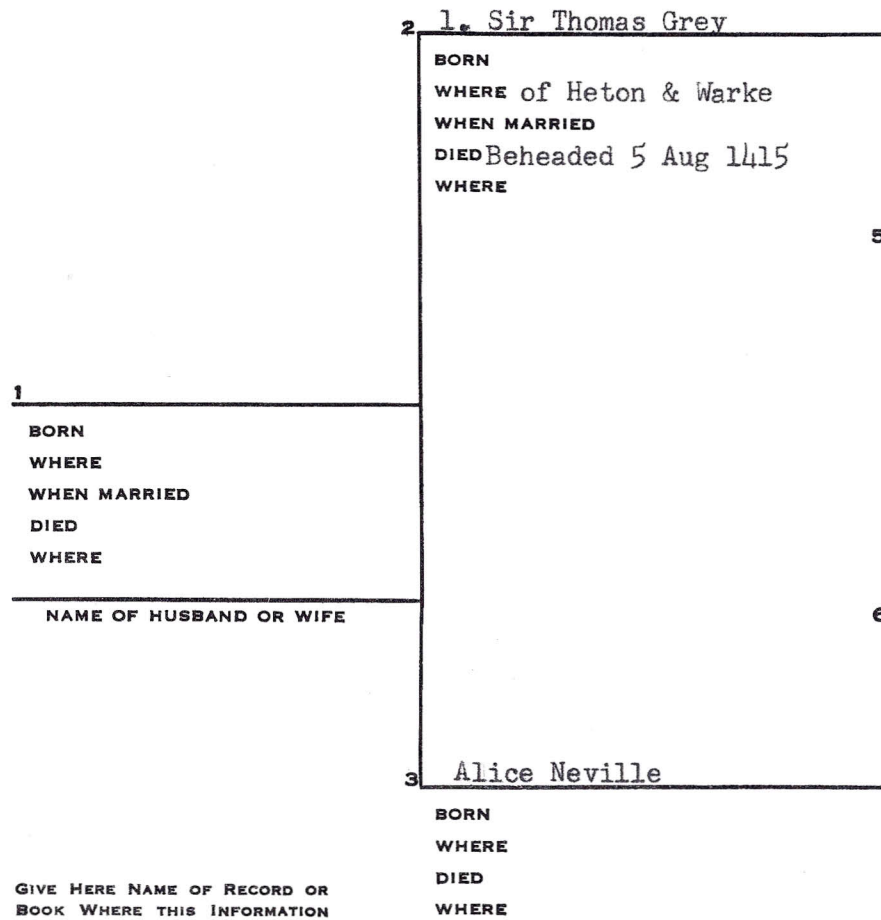 2 1. Sir Thomas Grey
BORN
WHERE of Heton & Warke
WHEN MARRIED
DIED Beheaded 5 Aug 1415
WHERE
5
1
BORN
WHERE
WHEN MARRIED
DIED
WHERE
NAME OF HUSBAND OR WIFE
6
3 Alice Neville
BORN
WHERE
DIED
WHERE
GIVE HERE NAME OF RECORD OR
BOOK WHERE THIS INFORMATION